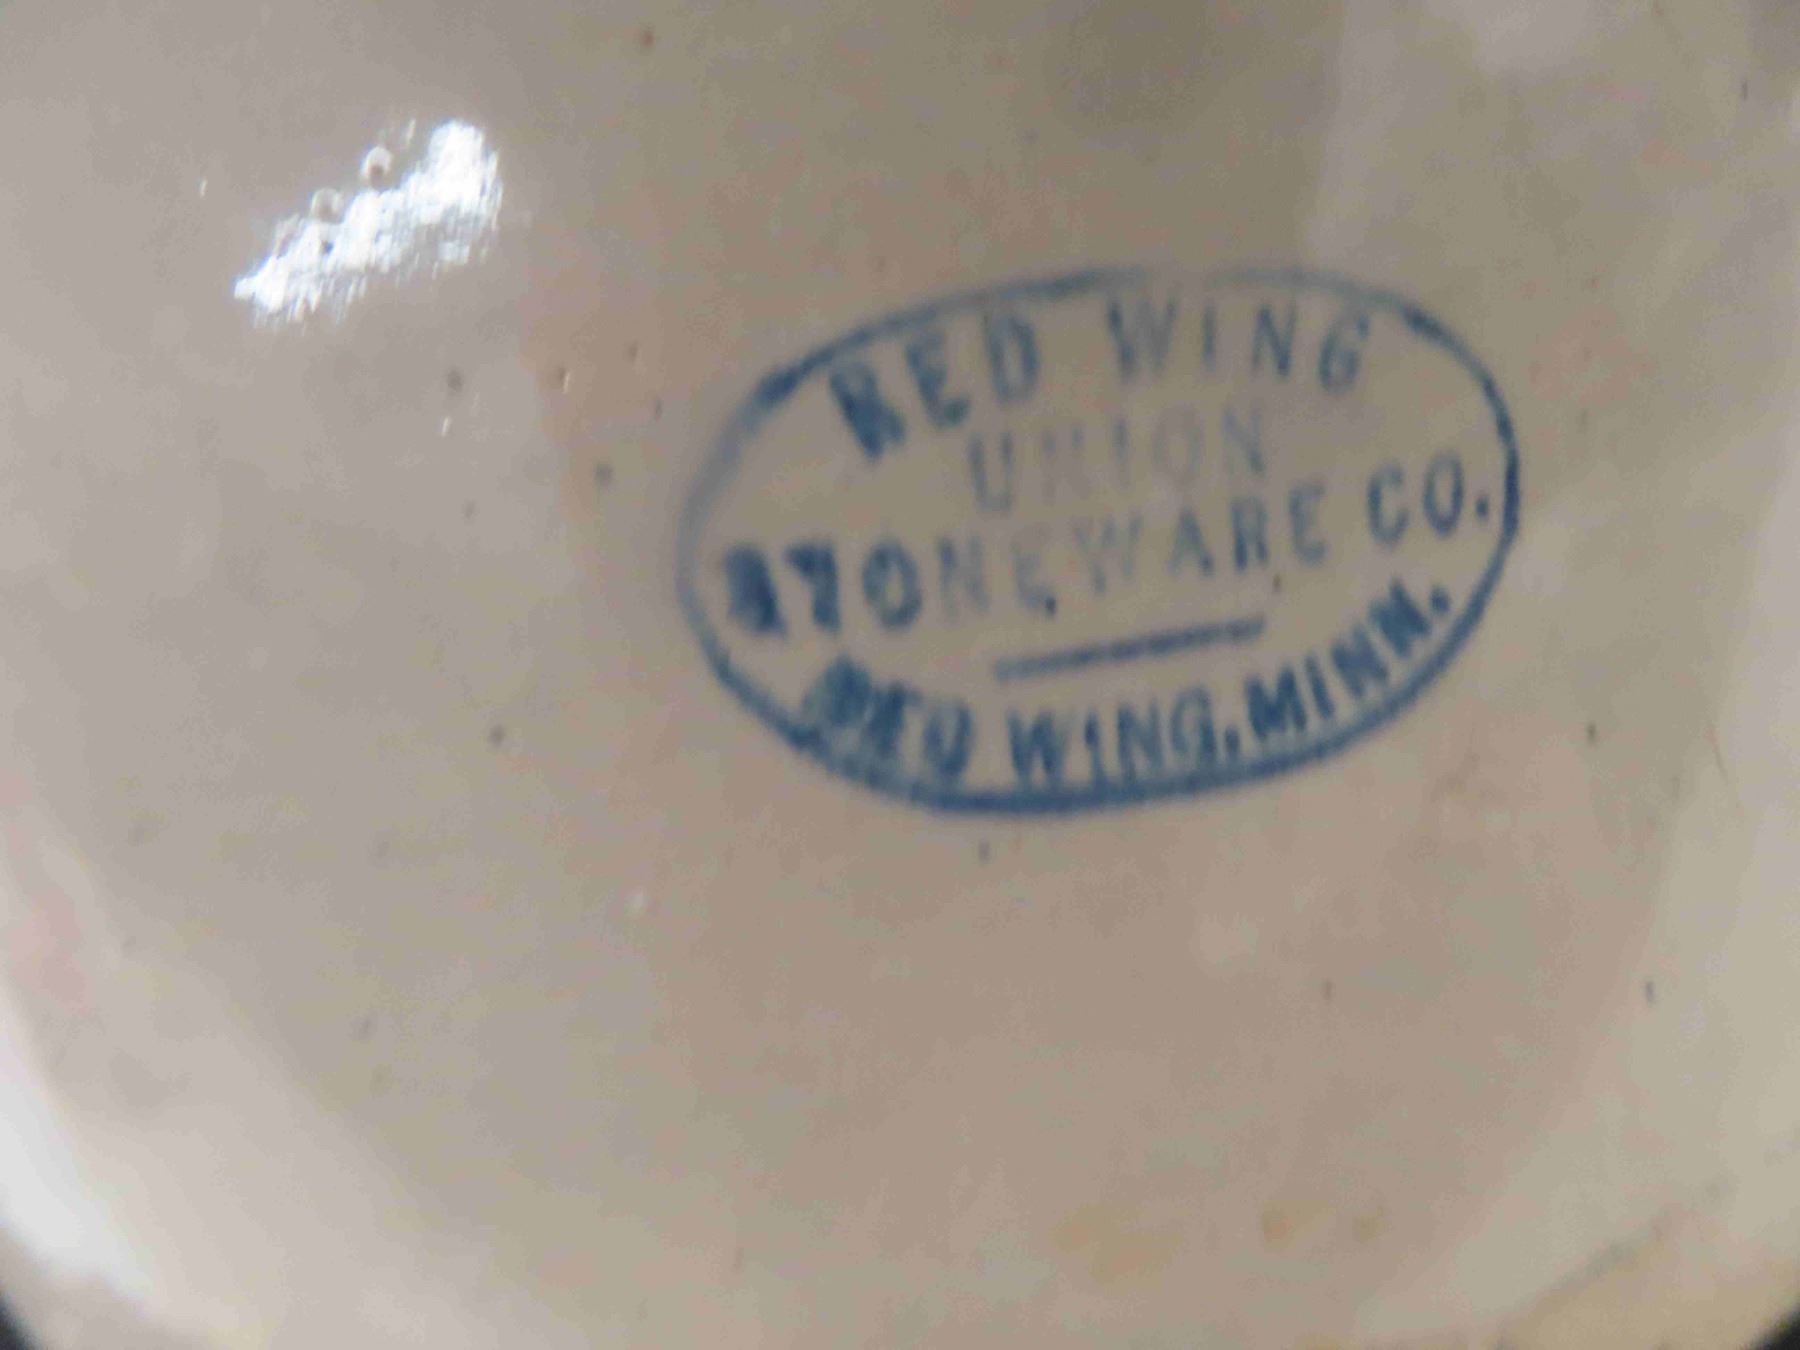 RED WING
UNION
STONEWARE CO.
RED WING, MINN.